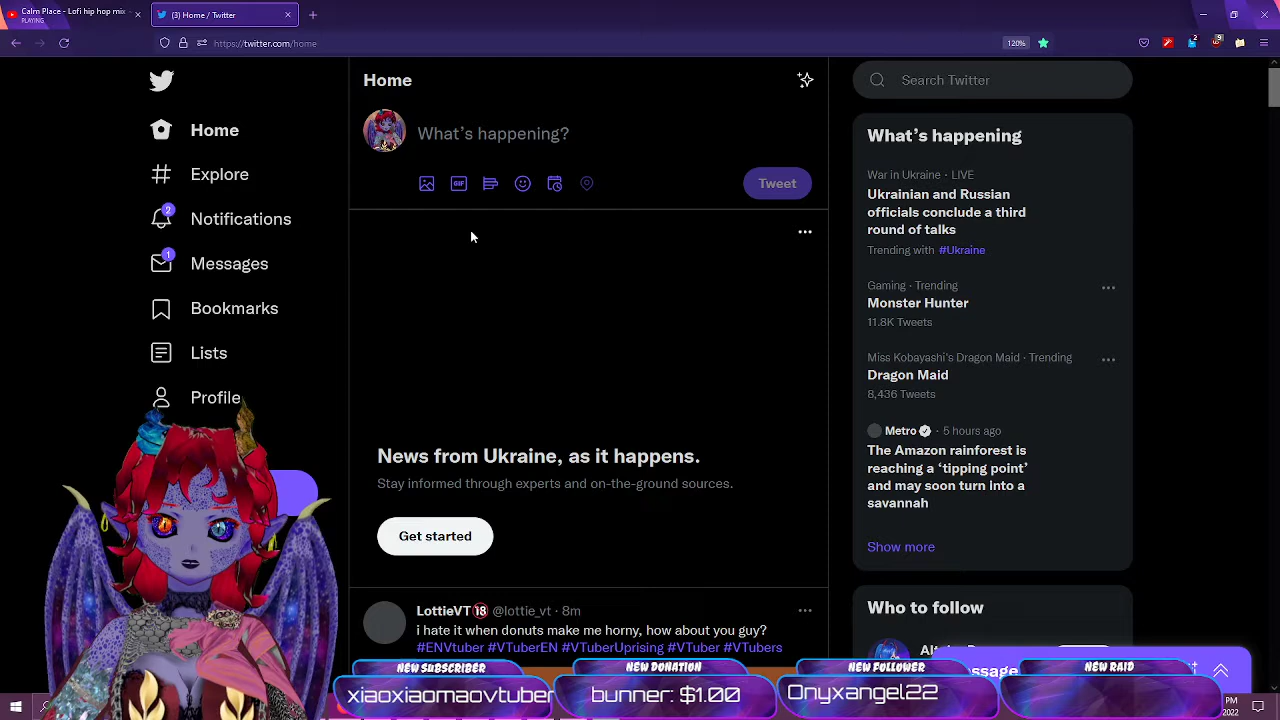 Calm Place - Lofi hip hop mix -
PLAYING
(3) Home / Twitter
https://twitter.com/home
120%
Home
Explore
2
Notifications
1
Messages
Bookmarks
Lists
Profile
Home
What's happening?
GIF
Tweet
News from Ukraine, as it happens.
Stay informed through experts and on-the-ground sources.
Get started
LottieVT🔞 @lottie_vt · 8m
i hate it when donuts make me horny, how about you guy?
#ENVtuber #VTuberEN #VTuberUprising #VTuber #VTubers
Search Twitter
What's happening
War in Ukraine · LIVE
Ukrainian and Russian
officials conclude a third
round of talks
Trending with #Ukraine
Gaming · Trending
Monster Hunter
11.8K Tweets
Miss Kobayashi's Dragon Maid · Trending
Dragon Maid
8,436 Tweets
Metro · 5 hours ago
The Amazon rainforest is
reaching a 'tipping point'
and may soon turn into a
savannah
Show more
Who to follow
NEW SUBSCRIBER
xiaoxiaomaovtuber
NEW DONATION
bunner: $1.00
NEW FOLLOWER
Onyxangel22
NEW RAID
PM
2022